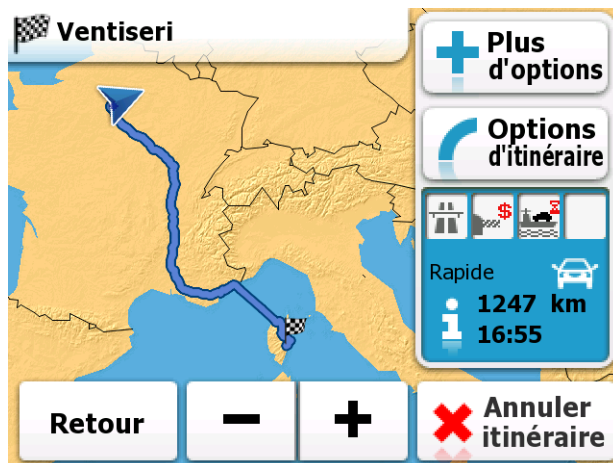 Ventiseri
Plus
d'options
Options
d'itinéraire
$
Rapide
1247 km
16:55
Retour
Annuler
itinéraire